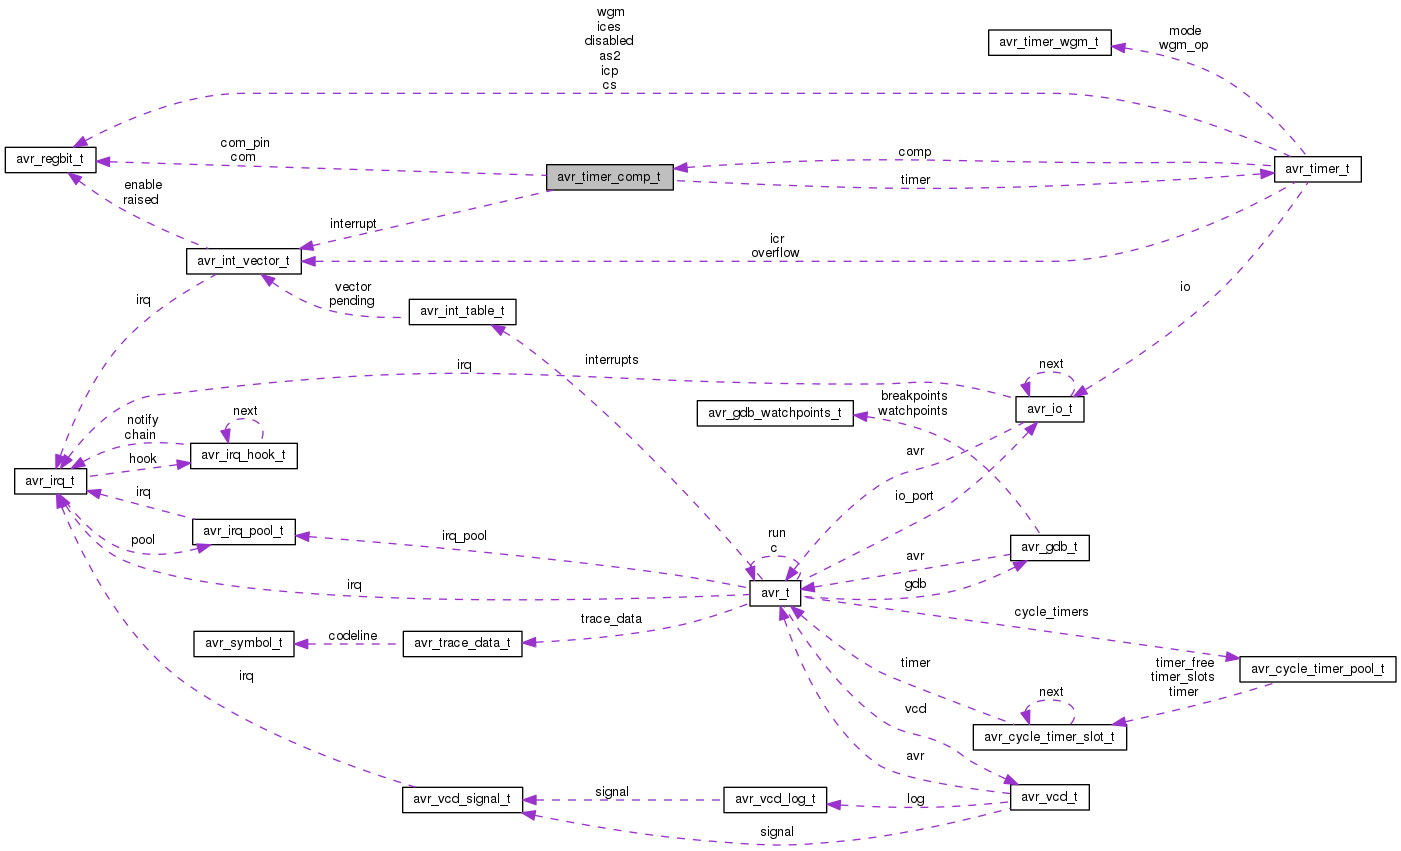 wgm
ices
disabled
as2
icp
cs
mode
wgm_op
avr_timer_wgm_t
com_pin
com
comp
avr_regbit_t
avr_timer_comp_t
timer
avr_timer_t
enable
raised
interrupt
icr
overflow
avr_int_vector_t
irq
vector
pending
io
avr_int_table_t
interrupts
irq
next
breakpoints
watchpoints
avr_gdb_watchpoints_t
avr_io_t
next
notify
chain
hook
avr_irq_hook_t
avr
avr_irq_t
irq
io_port
avr_irq_pool_t
pool
irq_pool
run
c
avr_gdb_t
avr
gdb
irq
avr_t
cycle_timers
trace_data
avr_symbol_t
codeline
avr_trace_data_t
timer
timer_free
timer_slots
timer
avr_cycle_timer_pool_t
irq
next
vcd
avr_cycle_timer_slot_t
avr
avr_vcd_signal_t
signal
avr_vcd_log_t
log
avr_vcd_t
signal